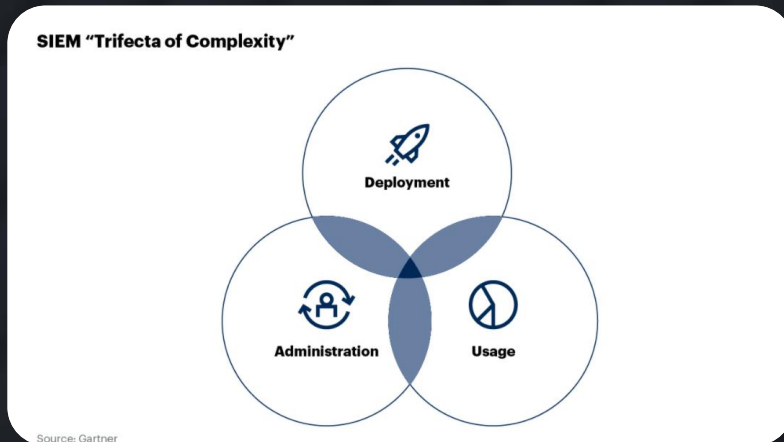 SIEM “Trifecta of Complexity”
Deployment
Administration
Usage
Source: Gartner